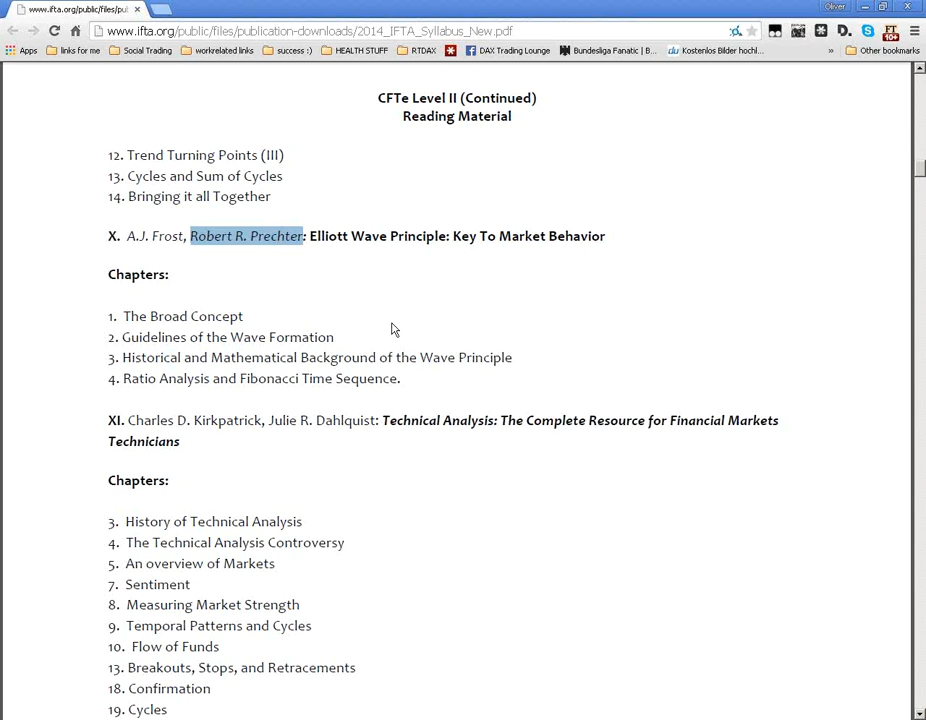 www.ifta.org/public/files/pu
Oliver
www.ifta.org/public/files/publication-downloads/2014_IFTA_Syllabus_New.pdf
Apps links for me Social Trading workrelated links success :) HEALTH STUFF RTDAX DAX Trading Lounge Bundesliga Fanatic | B... Kostenlos Bilder hochl... » Other bookmarks
CFTe Level II (Continued)
Reading Material
12. Trend Turning Points (III)
13. Cycles and Sum of Cycles
14. Bringing it all Together
X. A.J. Frost, Robert R. Prechter: Elliott Wave Principle: Key To Market Behavior
Chapters:
1. The Broad Concept
2. Guidelines of the Wave Formation
3. Historical and Mathematical Background of the Wave Principle
4. Ratio Analysis and Fibonacci Time Sequence.
XI. Charles D. Kirkpatrick, Julie R. Dahlquist: Technical Analysis: The Complete Resource for Financial Markets
Technicians
Chapters:
3. History of Technical Analysis
4. The Technical Analysis Controversy
5. An overview of Markets
7. Sentiment
8. Measuring Market Strength
9. Temporal Patterns and Cycles
10. Flow of Funds
13. Breakouts, Stops, and Retracements
18. Confirmation
19. Cycles